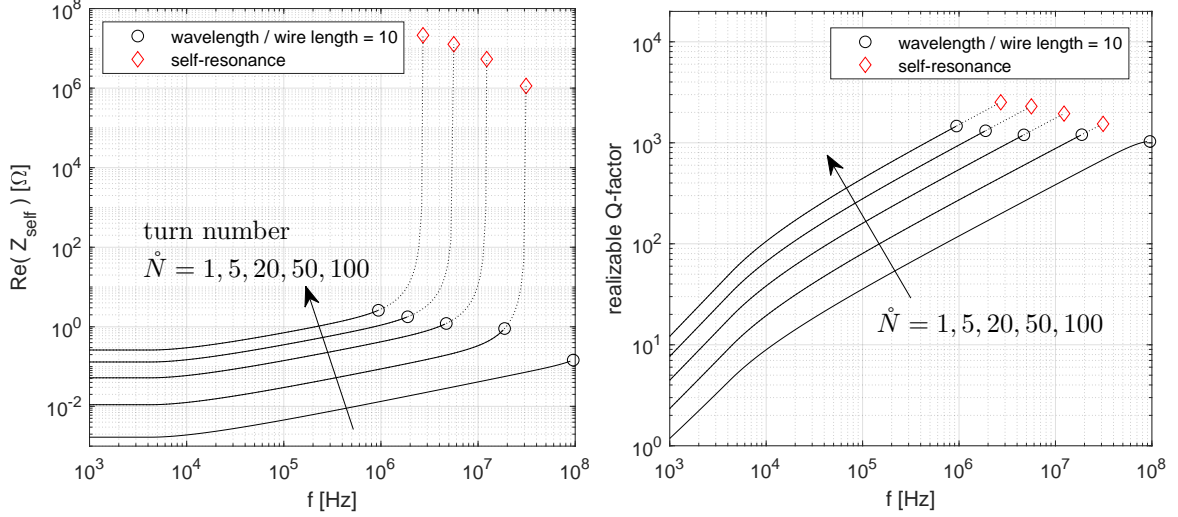 10^8
10^6
10^4
10^2
10^0
10^-2
Re( Z_self ) [Ω]
wavelength / wire length = 10
self-resonance
turn number
N̊ = 1, 5, 20, 50, 100
10^3 10^4 10^5 10^6 10^7 10^8
f [Hz]
10^4
10^3
10^2
10^1
10^0
realizable Q-factor
wavelength / wire length = 10
self-resonance
N̊ = 1, 5, 20, 50, 100
10^3 10^4 10^5 10^6 10^7 10^8
f [Hz]